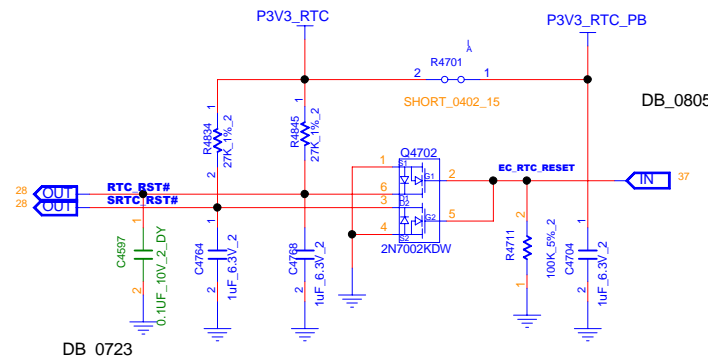 P3V3_RTC
P3V3_RTC_PB
1A
R4701
2
1
SHORT_0402_15
DB_0805
1
R4834
27K_1%_2
2
1
R4845
27K_1%_2
2
Q4702
1
S1
G1
2
EC_RTC_RESET
IN
37
28
OUT
RTC_RST#
6
D1
28
OUT
SRTC_RST#
3
D2
G2
5
4
S2
2N7002KDW
1
C4597
0.1UF_10V_2_DY
2
1
C4764
1uF_6.3V_2
2
1
C4768
1uF_6.3V_2
2
2
R4711
100K_5%_2
1
1
C4704
1uF_6.3V_2
2
DB_0723